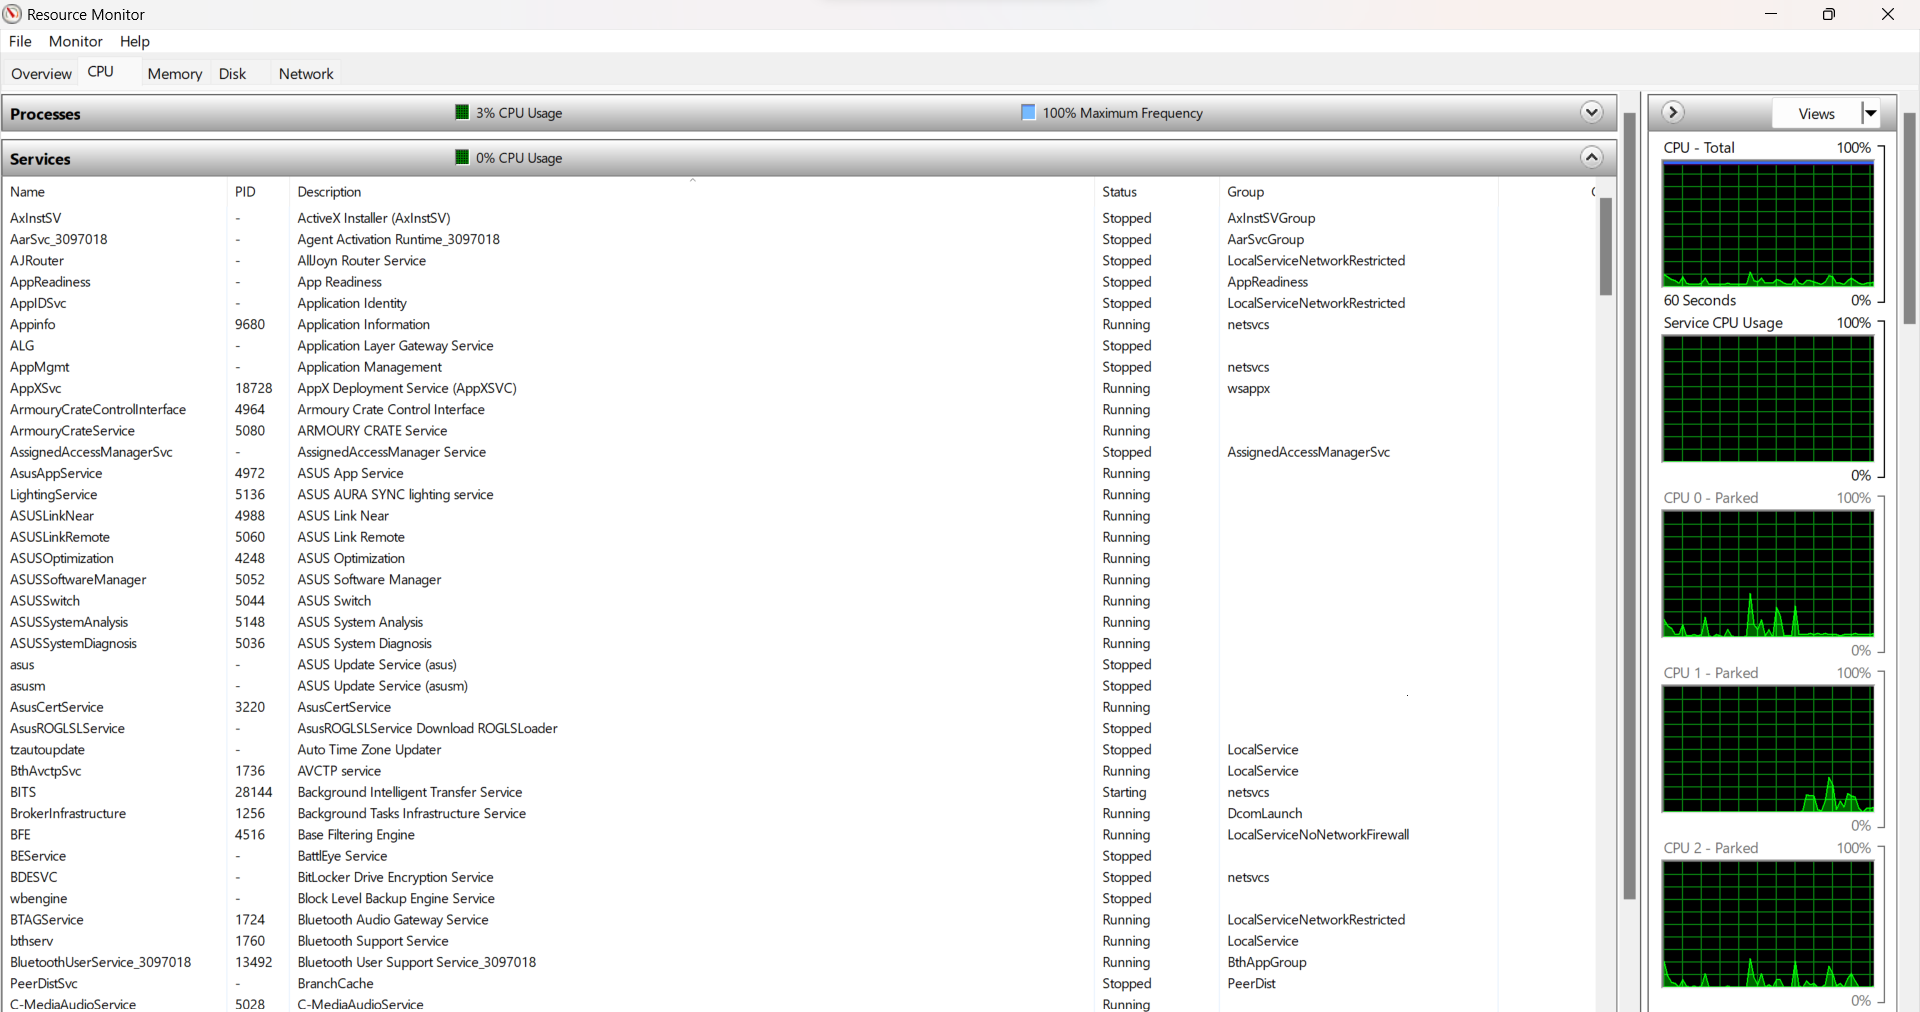 Resource Monitor
File Monitor Help
Overview CPU Memory Disk Network
Processes 3% CPU Usage 100% Maximum Frequency
Services 0% CPU Usage
Name PID Description Status Group
AxInstSV - ActiveX Installer (AxInstSV) Stopped AxInstSVGroup
AarSvc_3097018 - Agent Activation Runtime_3097018 Stopped AarSvcGroup
AJRouter - AllJoyn Router Service Stopped LocalServiceNetworkRestricted
AppReadiness - App Readiness Stopped AppReadiness
AppIDSvc - Application Identity Stopped LocalServiceNetworkRestricted
Appinfo 9680 Application Information Running netsvcs
ALG - Application Layer Gateway Service Stopped
AppMgmt - Application Management Stopped netsvcs
AppXSvc 18728 AppX Deployment Service (AppXSVC) Running wsappx
ArmouryCrateControlInterface 4964 Armoury Crate Control Interface Running
ArmouryCrateService 5080 ARMOURY CRATE Service Running
AssignedAccessManagerSvc - AssignedAccessManager Service Stopped AssignedAccessManagerSvc
AsusAppService 4972 ASUS App Service Running
LightingService 5136 ASUS AURA SYNC lighting service Running
ASUSLinkNear 4988 ASUS Link Near Running
ASUSLinkRemote 5060 ASUS Link Remote Running
ASUSOptimization 4248 ASUS Optimization Running
ASUSSoftwareManager 5052 ASUS Software Manager Running
ASUSSwitch 5044 ASUS Switch Running
ASUSSystemAnalysis 5148 ASUS System Analysis Running
ASUSSystemDiagnosis 5036 ASUS System Diagnosis Running
asus - ASUS Update Service (asus) Stopped
asusm - ASUS Update Service (asusm) Stopped
AsusCertService 3220 AsusCertService Running
AsusROGLSLService - AsusROGLSLService Download ROGLSLoader Stopped
tzautoupdate - Auto Time Zone Updater Stopped LocalService
BthAvctpSvc 1736 AVCTP service Running LocalService
BITS 28144 Background Intelligent Transfer Service Starting netsvcs
BrokerInfrastructure 1256 Background Tasks Infrastructure Service Running DcomLaunch
BFE 4516 Base Filtering Engine Running LocalServiceNoNetworkFirewall
BEService - BattlEye Service Stopped
BDESVC - BitLocker Drive Encryption Service Stopped netsvcs
wbengine - Block Level Backup Engine Service Stopped
BTAGService 1724 Bluetooth Audio Gateway Service Running LocalServiceNetworkRestricted
bthserv 1760 Bluetooth Support Service Running LocalService
BluetoothUserService_3097018 13492 Bluetooth User Support Service_3097018 Running BthAppGroup
PeerDistSvc - BranchCache Stopped PeerDist
C-MediaAudioService 5028 C-MediaAudioService Running
Views
CPU - Total 100%
60 Seconds 0%
Service CPU Usage 100%
0%
CPU 0 - Parked 100%
0%
CPU 1 - Parked 100%
0%
CPU 2 - Parked 100%
0%